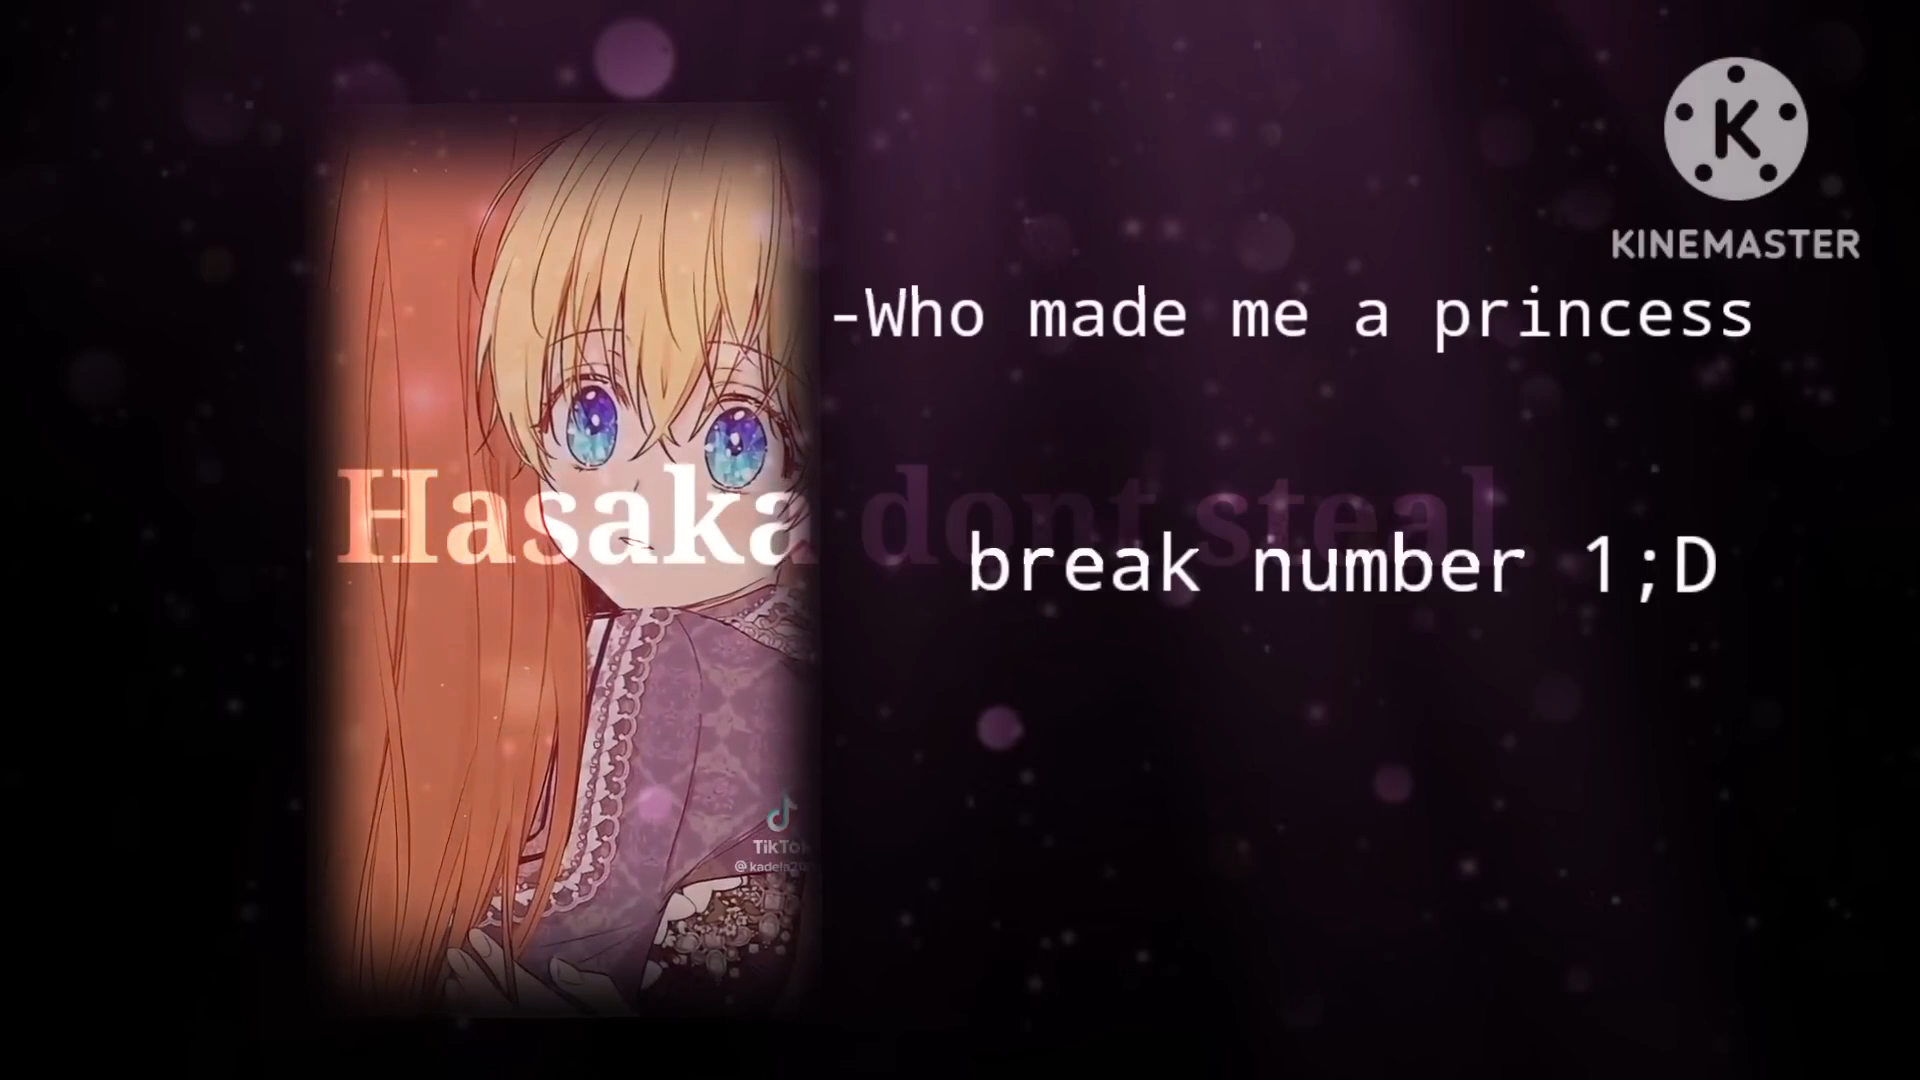 K
KINEMASTER
-Who made me a princess
Hasaka dont steal
break number 1;D
TikTok